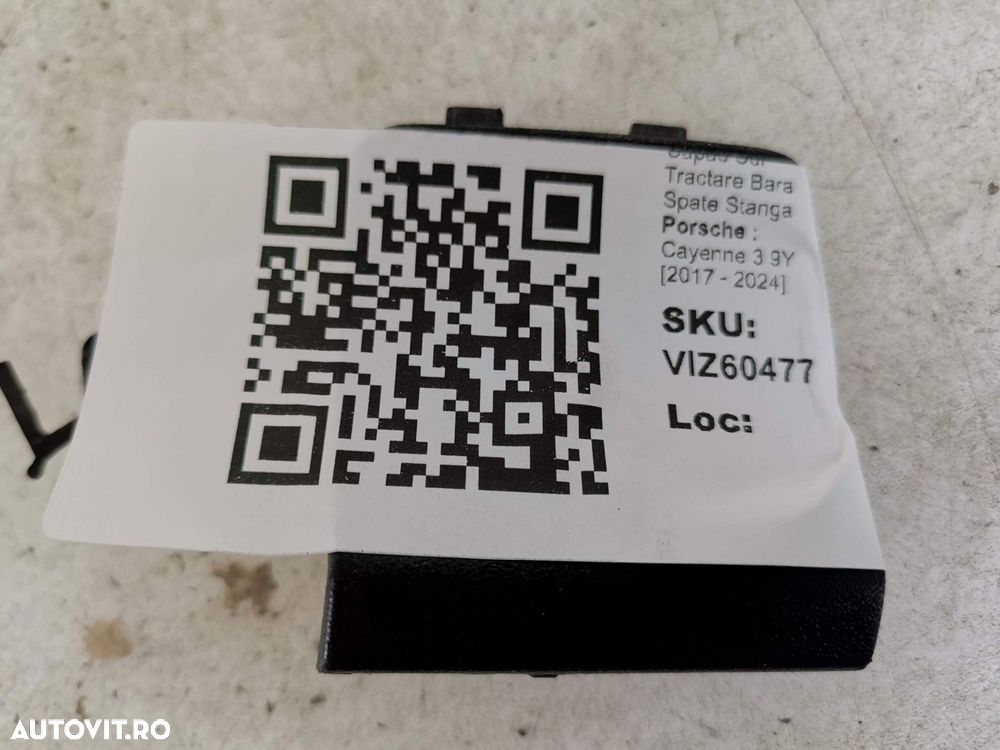 Tractare Bara
Spate Stanga
Porsche :
Cayenne 3 9Y
[2017 - 2024]
SKU:
VIZ60477
Loc:
AUTOVIT.RO